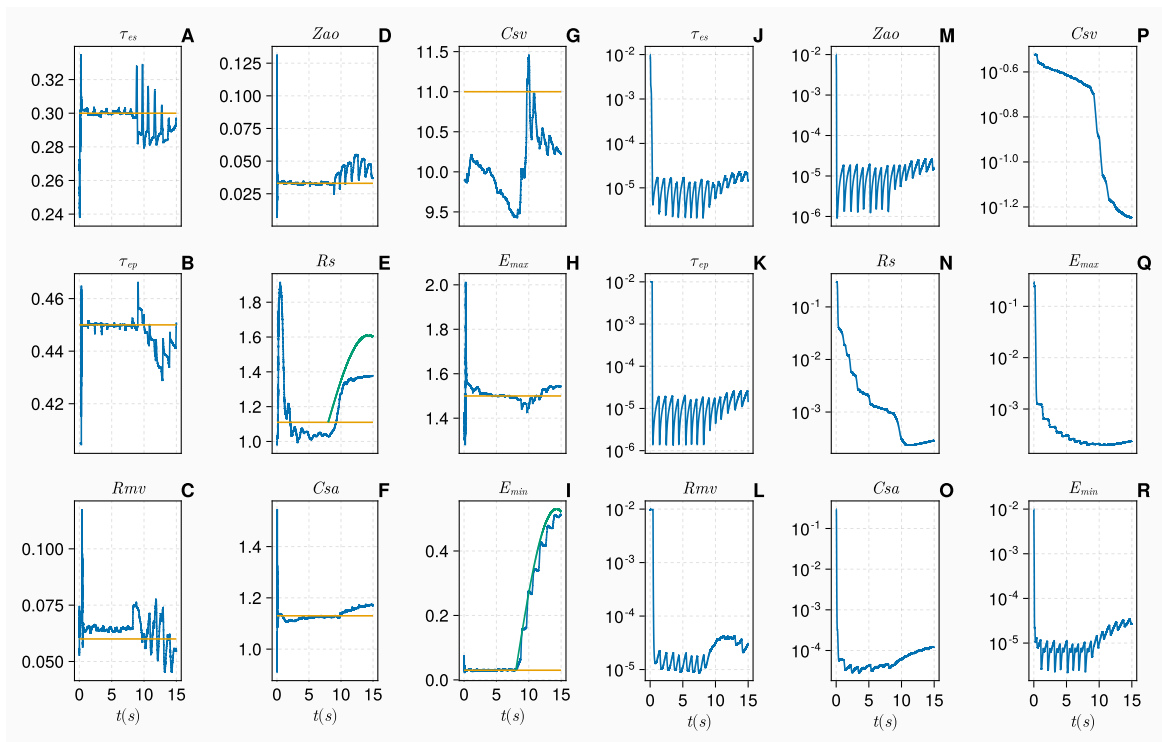 τes A Zao D Csv G τes J Zao M Csv P
0.32 0.30 0.28 0.26 0.24
0.125 0.100 0.075 0.050 0.025
11.5 11.0 10.5 10.0 9.5
10-2 10-3 10-4 10-5
10-2 10-3 10-4 10-5 10-6
10-0.6 10-0.8 10-1.0 10-1.2
τep B Rs E Emax H τep K Rs N Emax Q
0.46 0.44 0.42
1.8 1.6 1.4 1.2 1.0
2.0 1.8 1.6 1.4
10-2 10-3 10-4 10-5 10-6
10-1 10-2 10-3
10-1 10-2 10-3
Rmv C Csa F Emin I Rmv L Csa O Emin R
0.100 0.075 0.050
1.4 1.2 1.0
0.4 0.2 0.0
10-2 10-3 10-4 10-5
10-1 10-2 10-3 10-4
10-2 10-3 10-4 10-5
0 5 10 15 0 5 10 15 0 5 10 15 0 5 10 15 0 5 10 15 0 5 10 15
t(s) t(s) t(s) t(s) t(s) t(s)